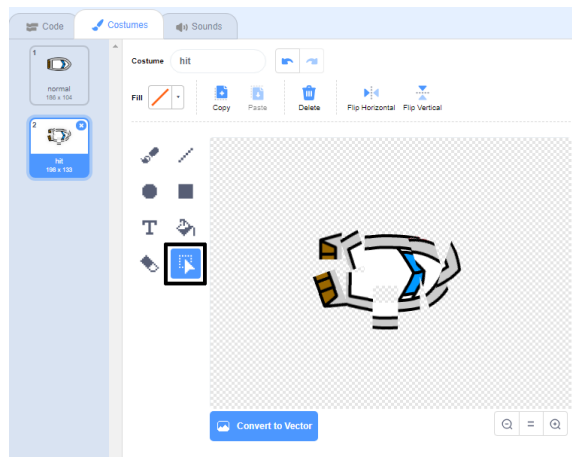 Code
Costumes
Sounds
1
normal
186 x 104
2
hit
198 x 133
Costume
hit
Fill
Copy
Paste
Delete
Flip Horizontal
Flip Vertical
T
Convert to Vector